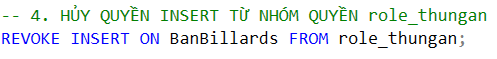 -- 4. HỦY QUYỀN INSERT TỪ NHÓM QUYỀN role_thungan
REVOKE INSERT ON BanBillards FROM role_thungan;